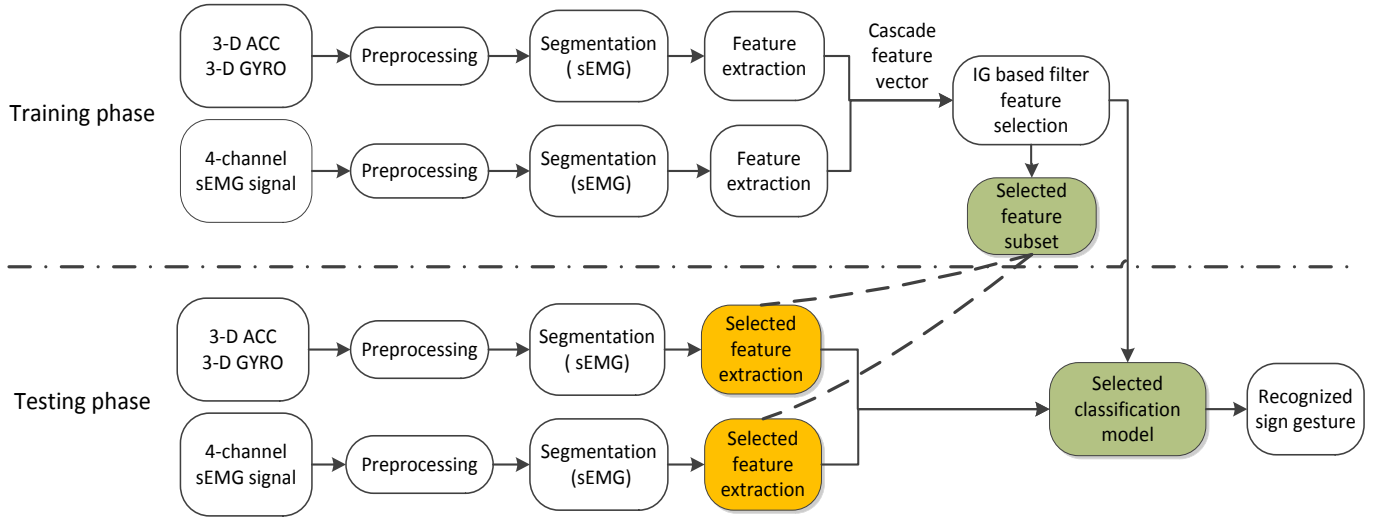 Training phase
3-D ACC
3-D GYRO
Preprocessing
Segmentation
( sEMG)
Feature
extraction
Cascade
feature
vector
IG based filter
feature
selection
4-channel
sEMG signal
Preprocessing
Segmentation
(sEMG)
Feature
extraction
Selected
feature
subset
Testing phase
3-D ACC
3-D GYRO
Preprocessing
Segmentation
( sEMG)
Selected
feature
extraction
4-channel
sEMG signal
Preprocessing
Segmentation
(sEMG)
Selected
feature
extraction
Selected
classification
model
Recognized
sign gesture